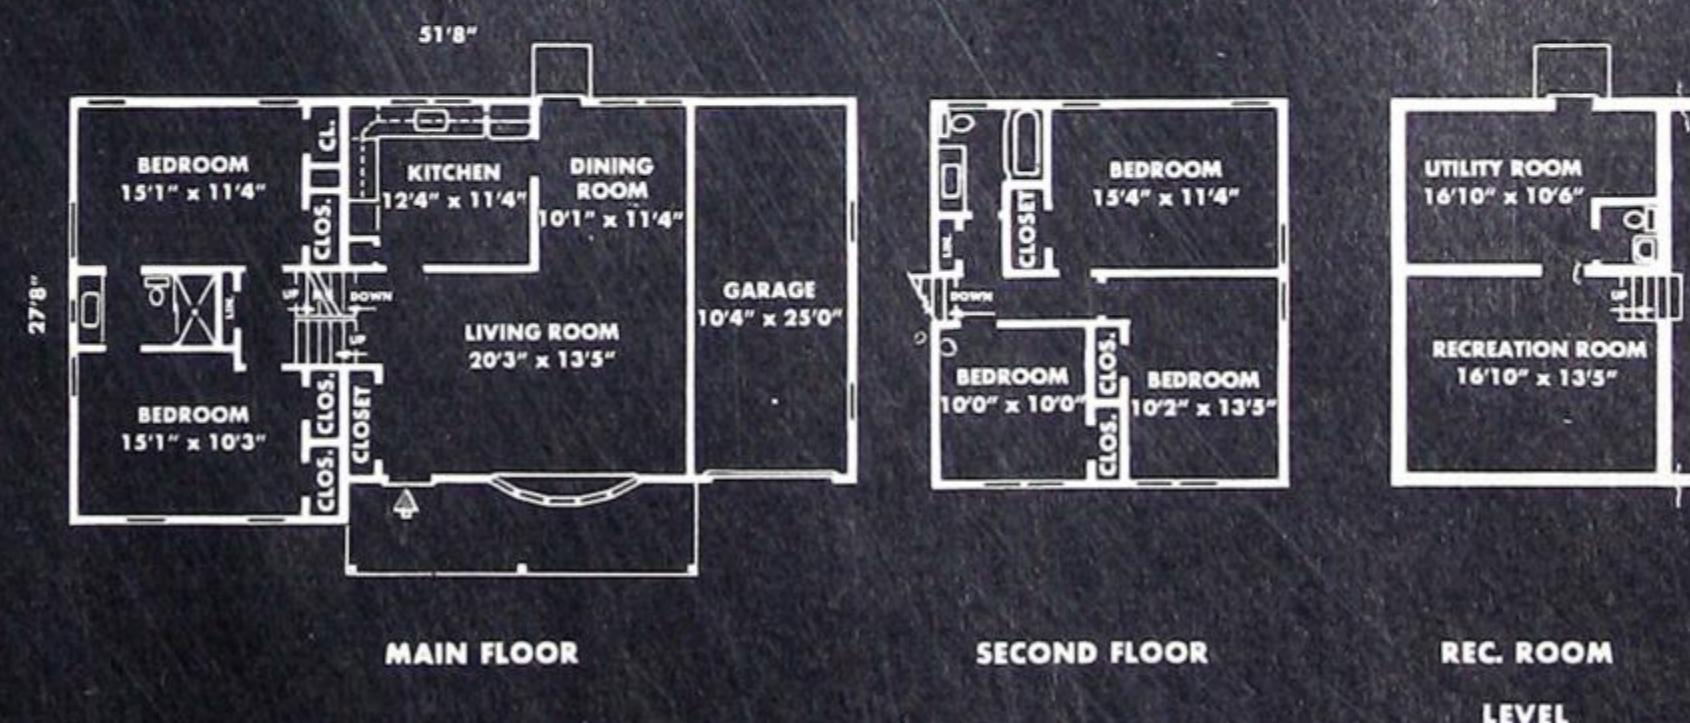 51'8"
27'8"
BEDROOM
15'1" x 11'4"
CL.
CLOS.
KITCHEN
12'4" x 11'4"
DINING
ROOM
10'1" x 11'4"
LIN.
UP
DOWN
UP
LIVING ROOM
20'3" x 13'5"
GARAGE
10'4" x 25'0"
BEDROOM
15'1" x 10'3"
CLOS.
CLOS.
CLOSET
MAIN FLOOR
BEDROOM
15'4" x 11'4"
CLOSET
LIN.
DOWN
BEDROOM
10'0" x 10'0"
CLOS.
CLOS.
BEDROOM
10'2" x 13'5"
SECOND FLOOR
UTILITY ROOM
16'10" x 10'6"
UP
RECREATION ROOM
16'10" x 13'5"
REC. ROOM
LEVEL